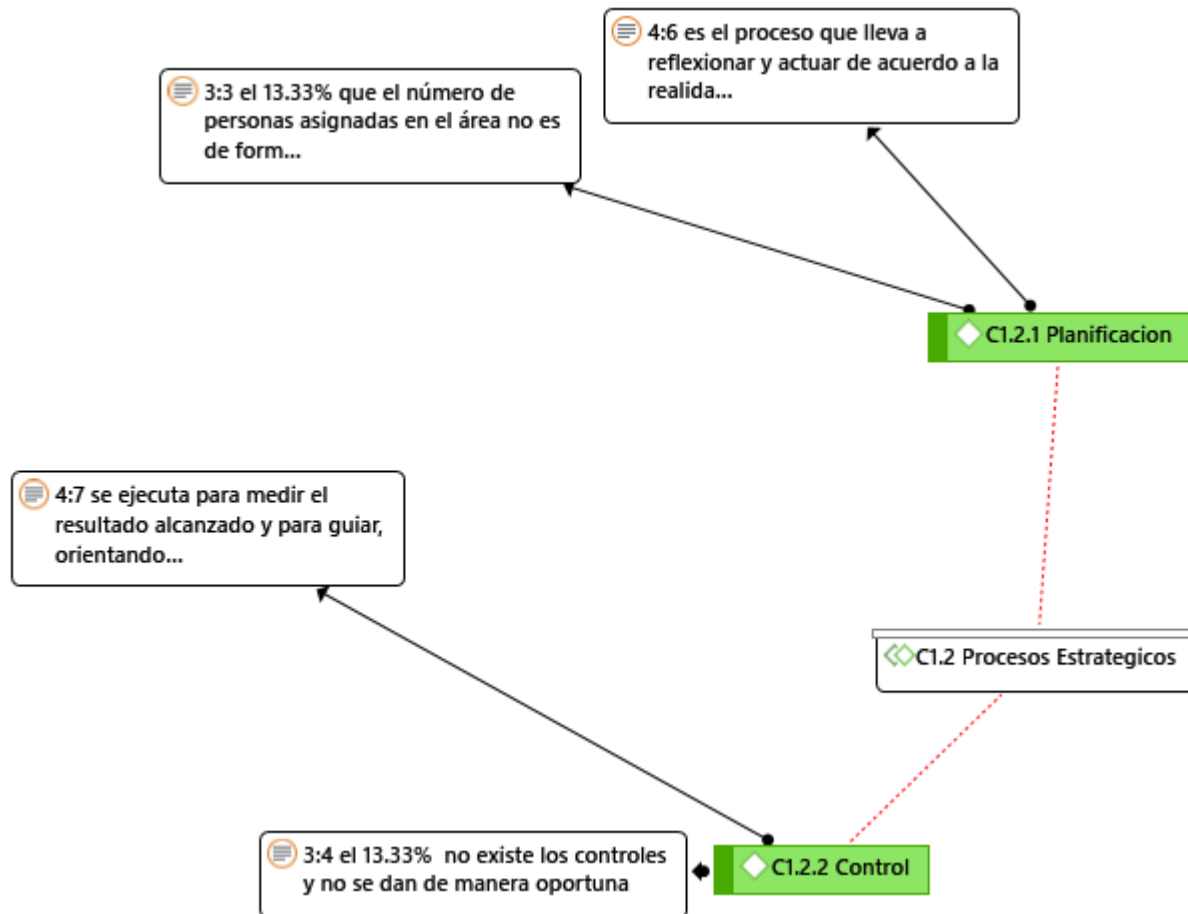 4:6 es el proceso que lleva a
reflexionar y actuar de acuerdo a la
realida...
3:3 el 13.33% que el número de
personas asignadas en el área no es
de form...
C1.2.1 Planificacion
4:7 se ejecuta para medir el
resultado alcanzado y para guiar,
orientando...
C1.2 Procesos Estrategicos
3:4 el 13.33% no existe los controles
y no se dan de manera oportuna
C1.2.2 Control